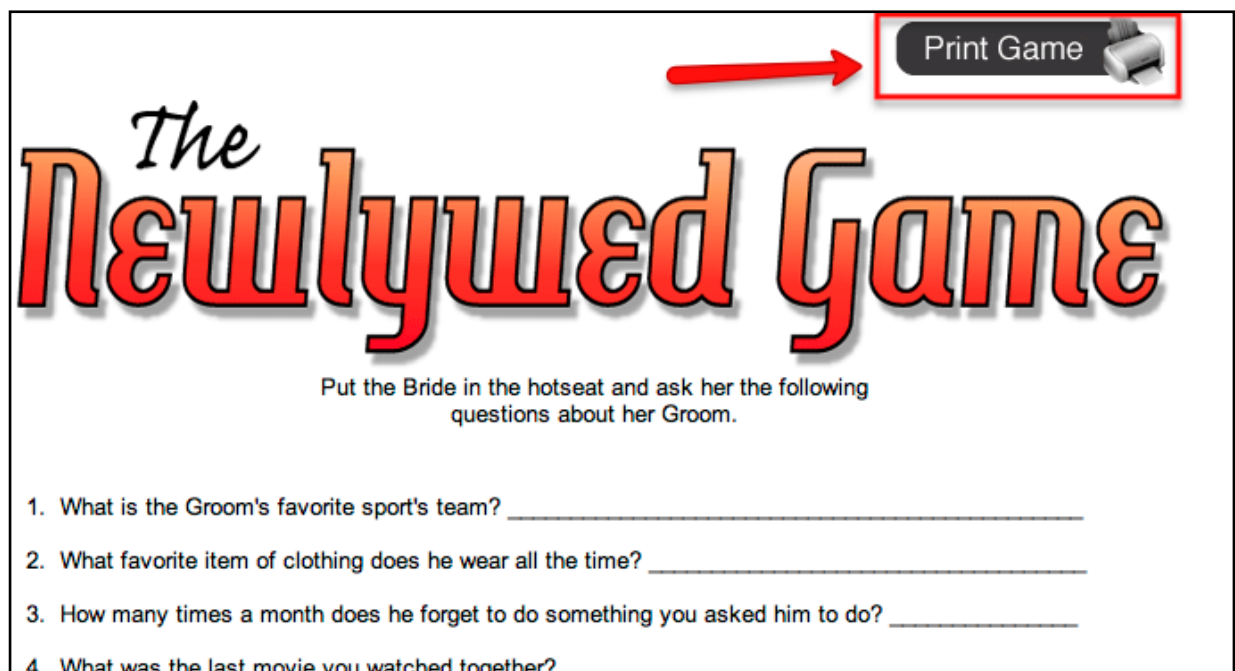 Print Game
The
Newlywed Game
Put the Bride in the hotseat and ask her the following
questions about her Groom.
1. What is the Groom's favorite sport's team? ______________________________________________
2. What favorite item of clothing does he wear all the time? ___________________________________
3. How many times a month does he forget to do something you asked him to do? _______________
4. What was the last movie you watched together?